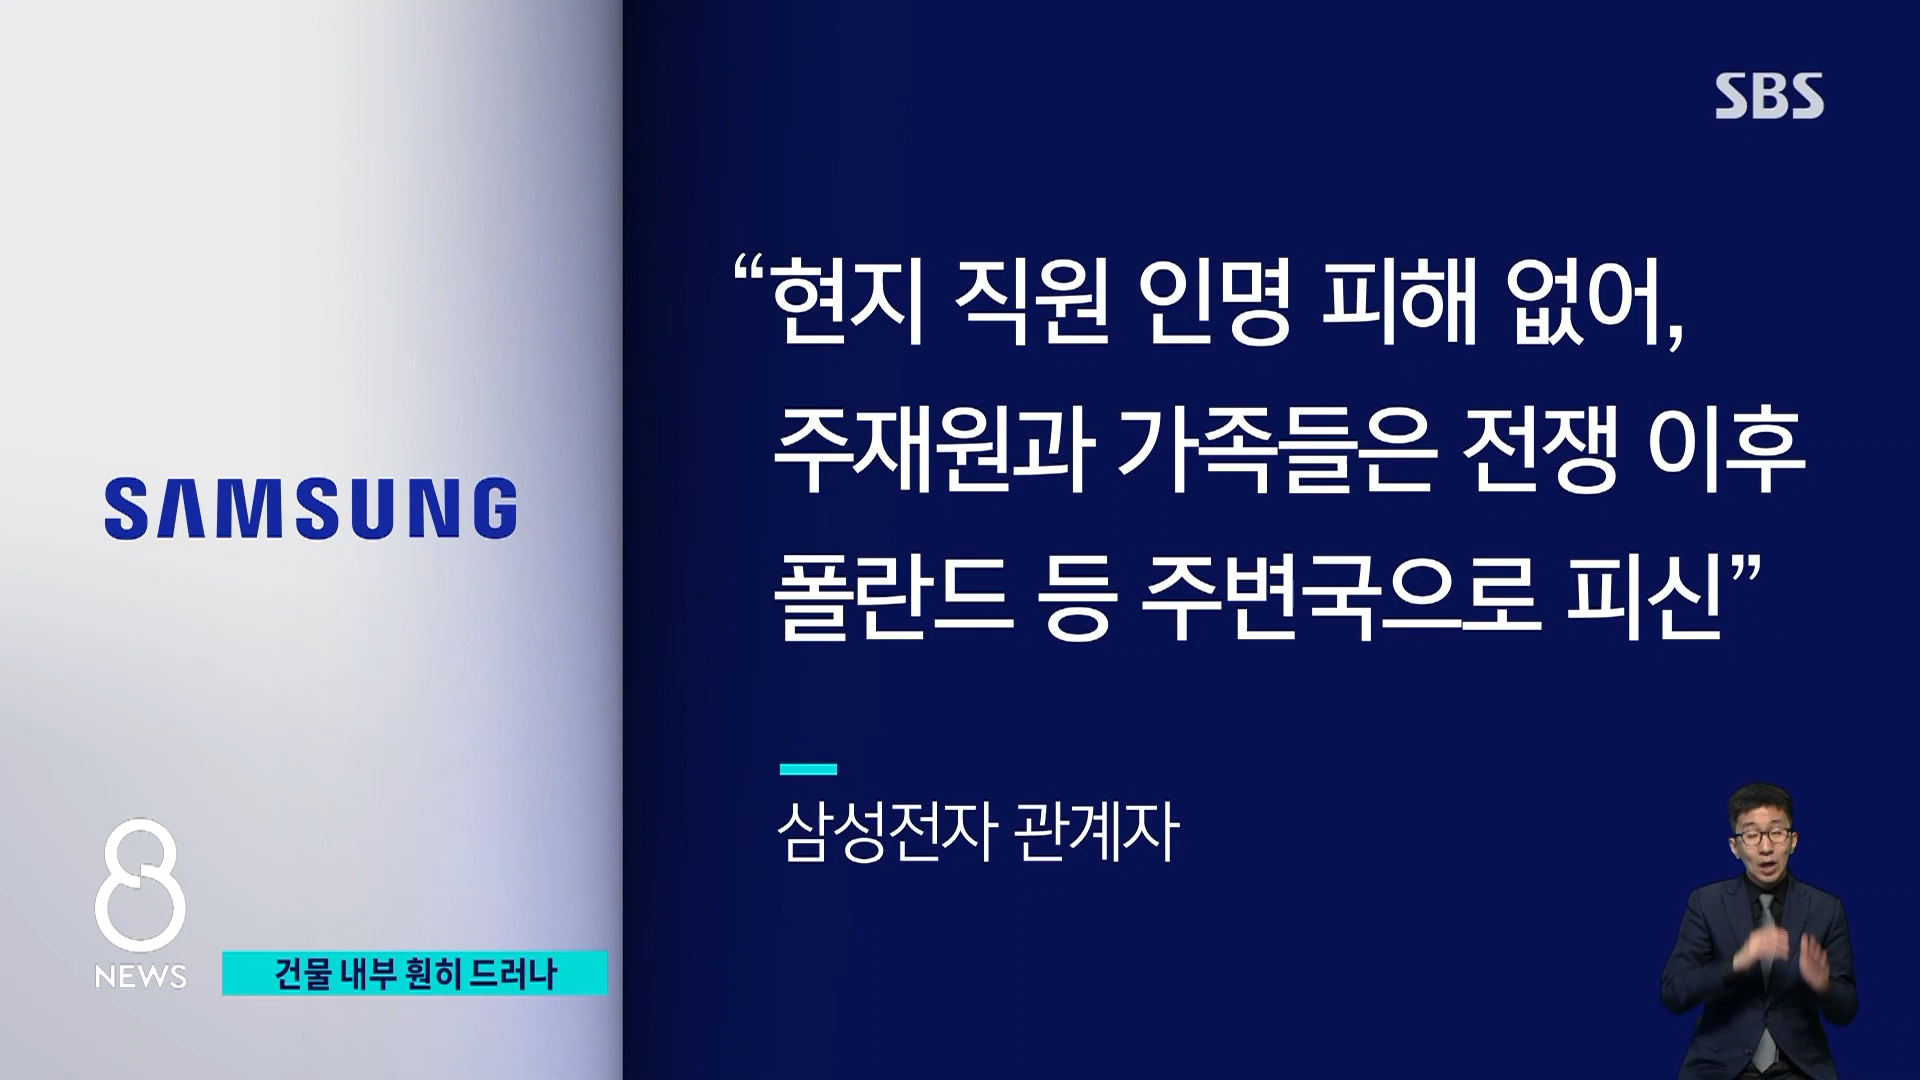 SBS
“현지 직원 인명 피해 없어,
주재원과 가족들은 전쟁 이후
폴란드 등 주변국으로 피신”
삼성전자 관계자
SAMSUNG
8
NEWS
건물 내부 훤히 드러나